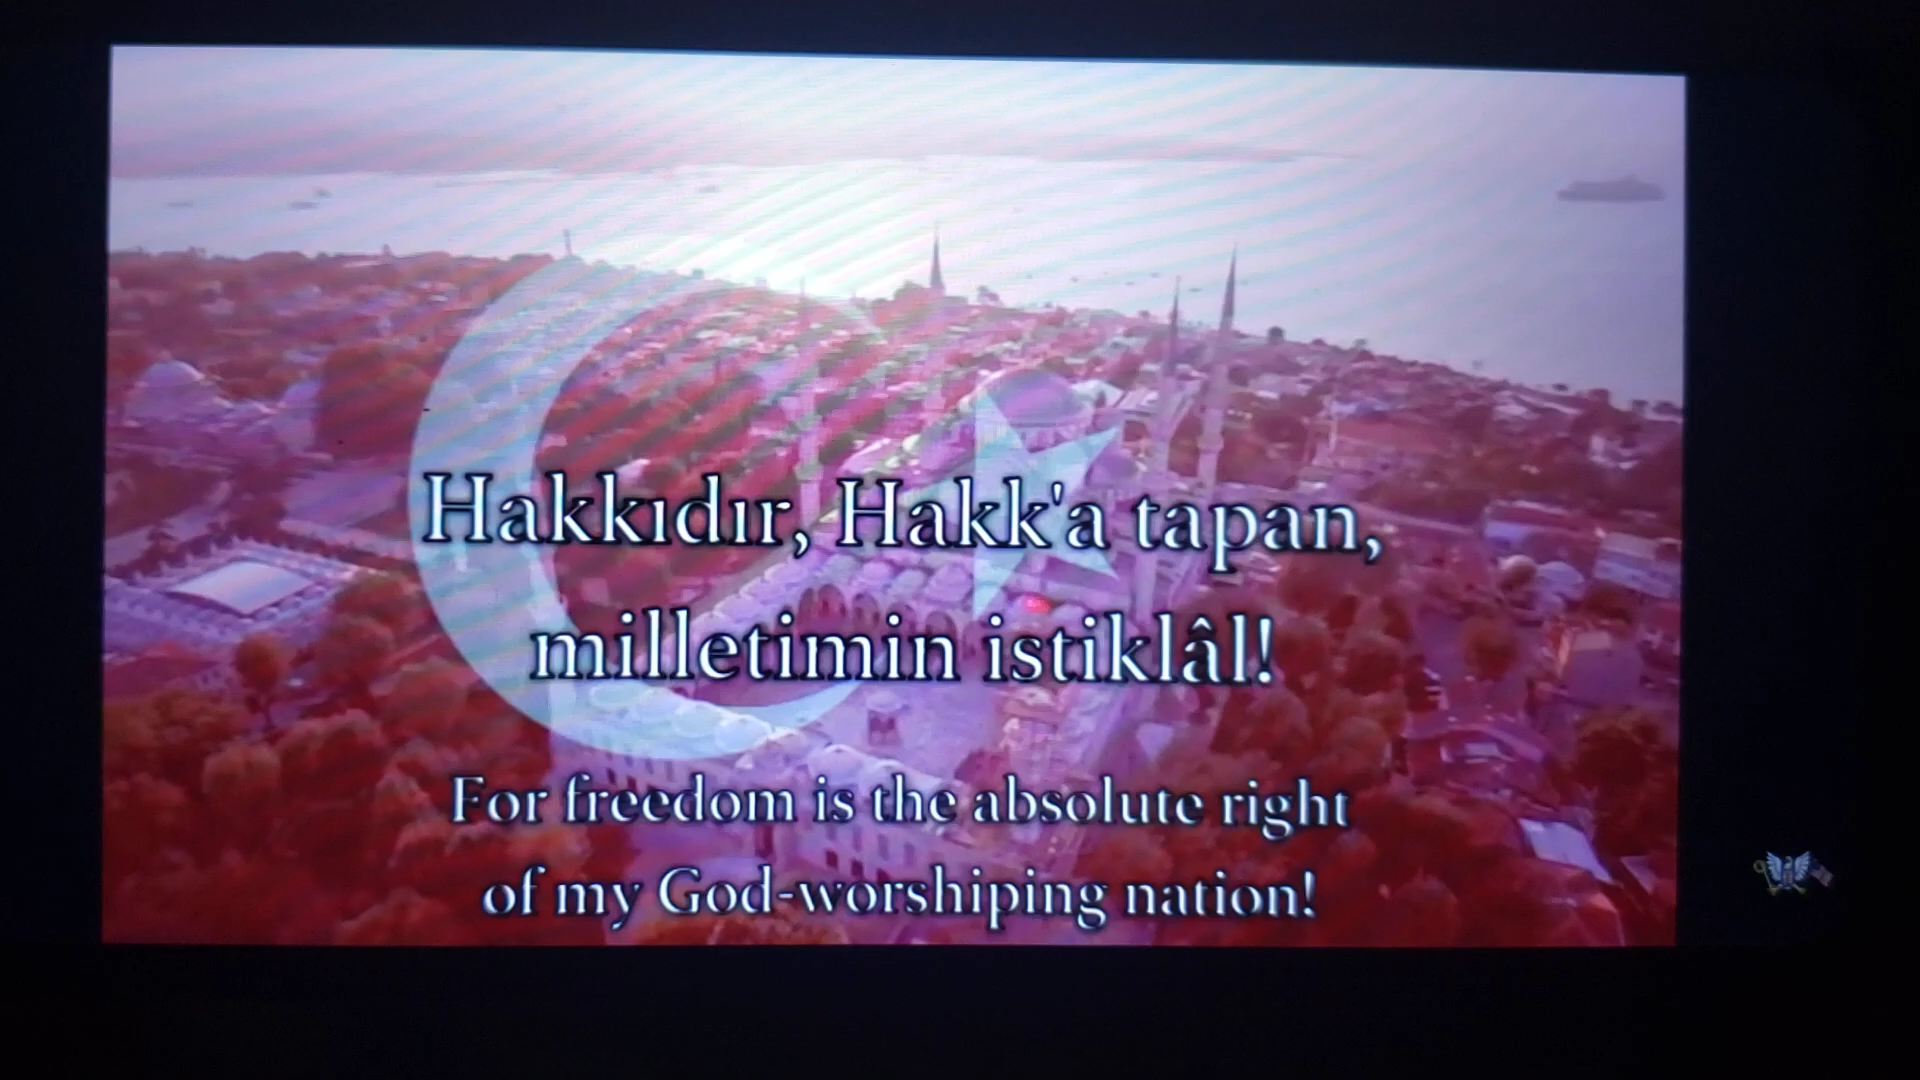 Hakkıdır, Hakk'a tapan,
milletimin istiklâl!
For freedom is the absolute right
of my God-worshiping nation!